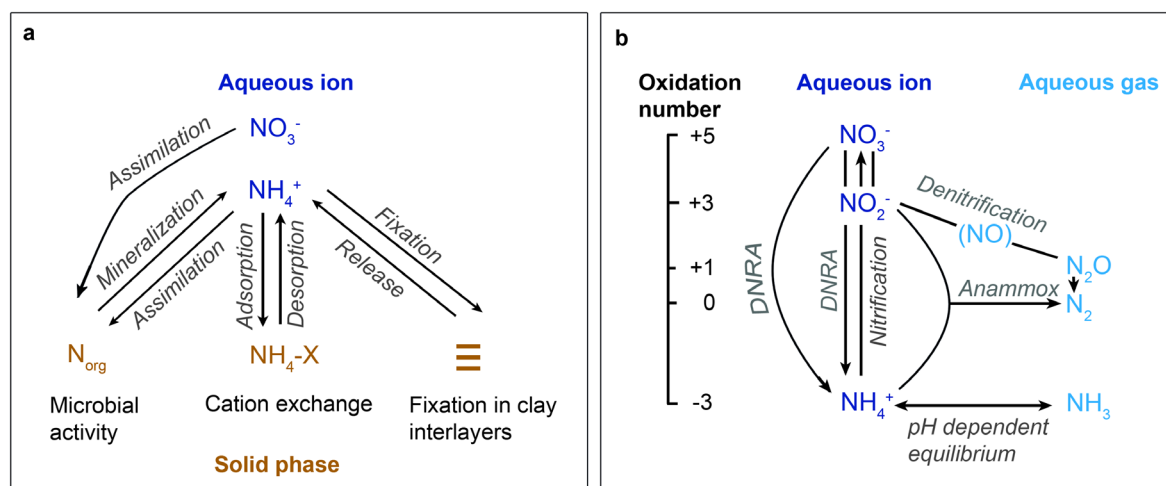 a
Aqueous ion
NO₃⁻
Assimilation
NH₄⁺
Mineralization
Assimilation
Adsorption
Desorption
Fixation
Release
Norg
NH₄-X
Microbial
activity
Cation exchange
Fixation in clay
interlayers
Solid phase
b
Oxidation
number
Aqueous ion
Aqueous gas
+5
NO₃⁻
+3
NO₂⁻
Denitrification
(NO)
+1
N₂O
0
DNRA
DNRA
Nitrification
Anammox
N₂
-3
NH₄⁺
NH₃
pH dependent
equilibrium